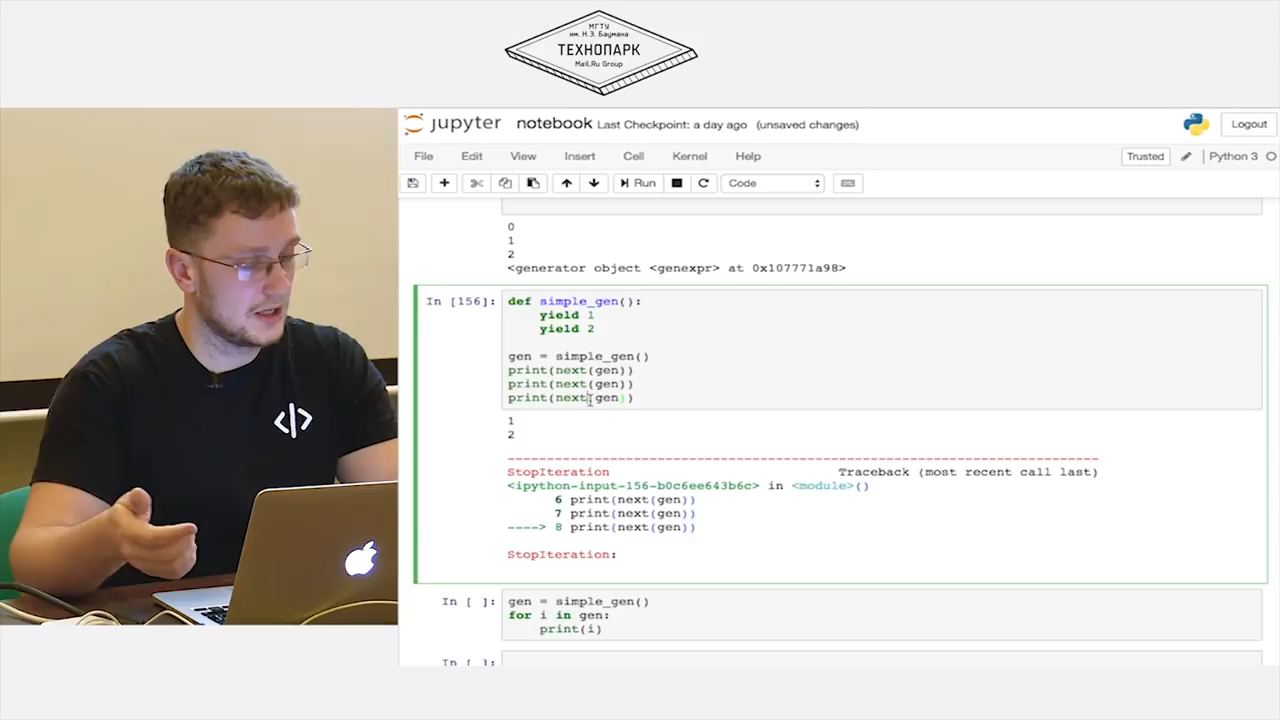 МГТУ
им. Н.Э. Баумана
ТЕХНОПАРК
Mail.Ru Group
jupyter notebook Last Checkpoint: a day ago (unsaved changes)
Logout
File Edit View Insert Cell Kernel Help
Trusted
Python 3
Run
Code
0
1
2
<generator object <genexpr> at 0x107771a98>
In [156]: def simple_gen():
    yield 1
    yield 2
gen = simple_gen()
print(next(gen))
print(next(gen))
print(next(gen))
1
2
---------------------------------------------------------------------------
StopIteration                             Traceback (most recent call last)
<ipython-input-156-b0c6ee643b6c> in <module>()
      6 print(next(gen))
      7 print(next(gen))
----> 8 print(next(gen))
StopIteration:
In [ ]: gen = simple_gen()
for i in gen:
    print(i)
In [ ]: